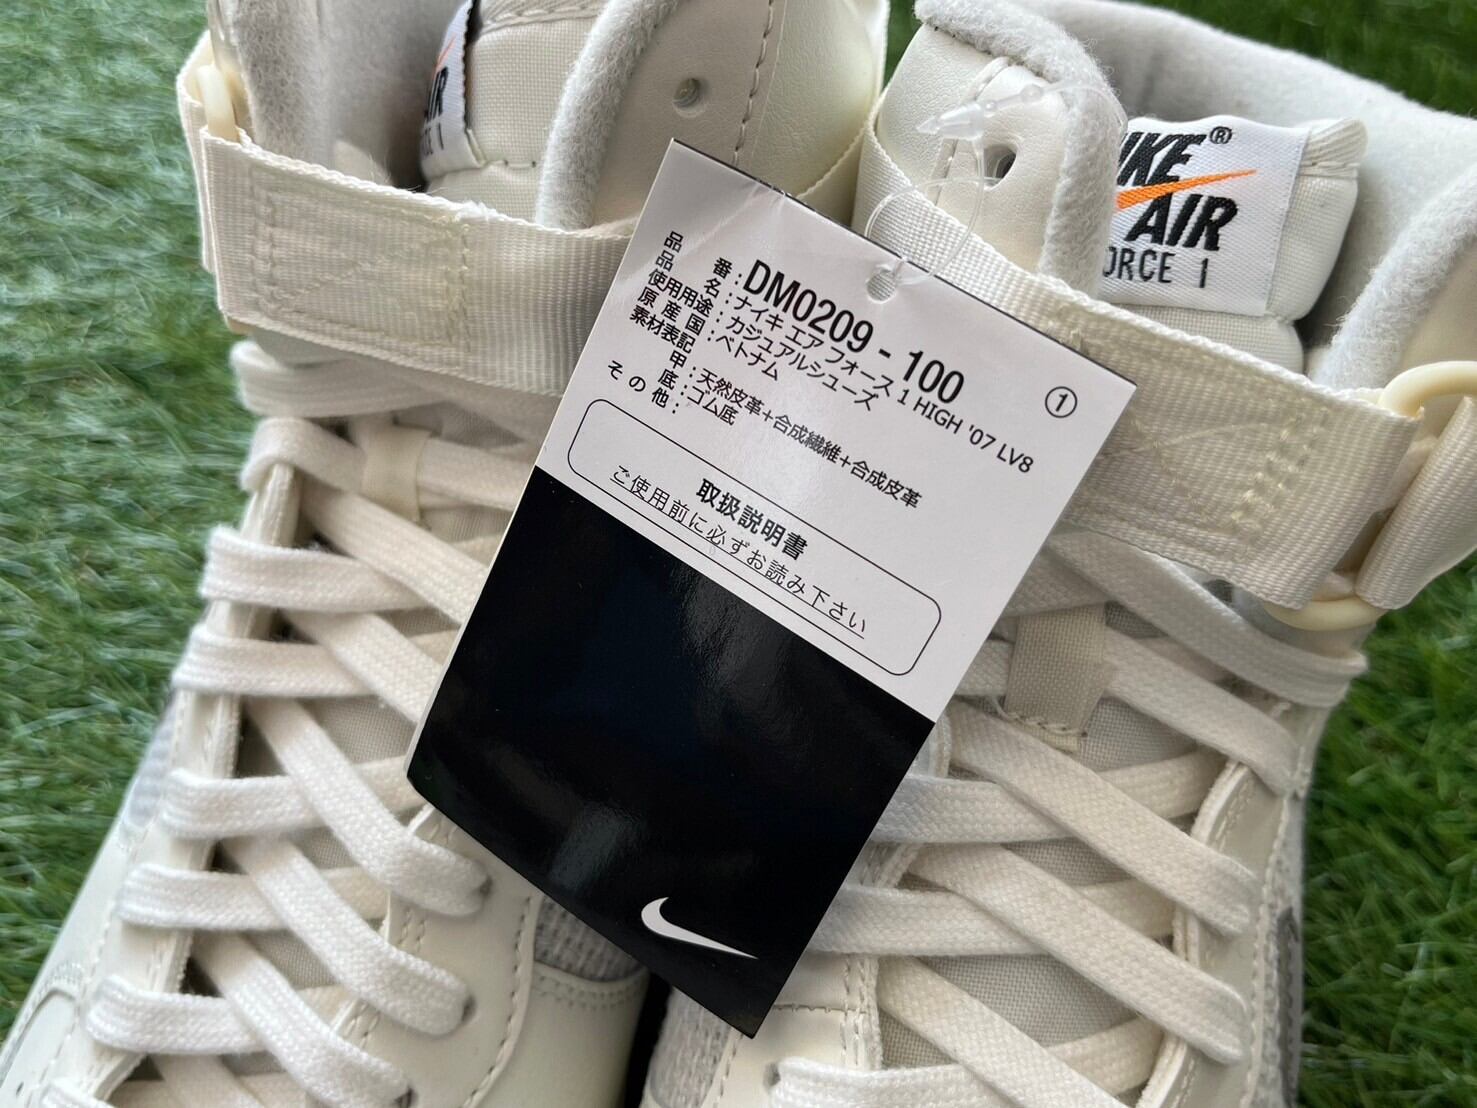 AIR
CE 1
NIKE®
AIR
FORCE 1
品番:DM0209-100
品名:ナイキ エア フォース 1 HIGH '07 LV8
使用用途:カジュアルシューズ
原産国:ベトナム
素材表記
甲:天然皮革+合成繊維+合成皮革
底:ゴム底
その他:
①
取扱説明書
ご使用前に必ずお読み下さい